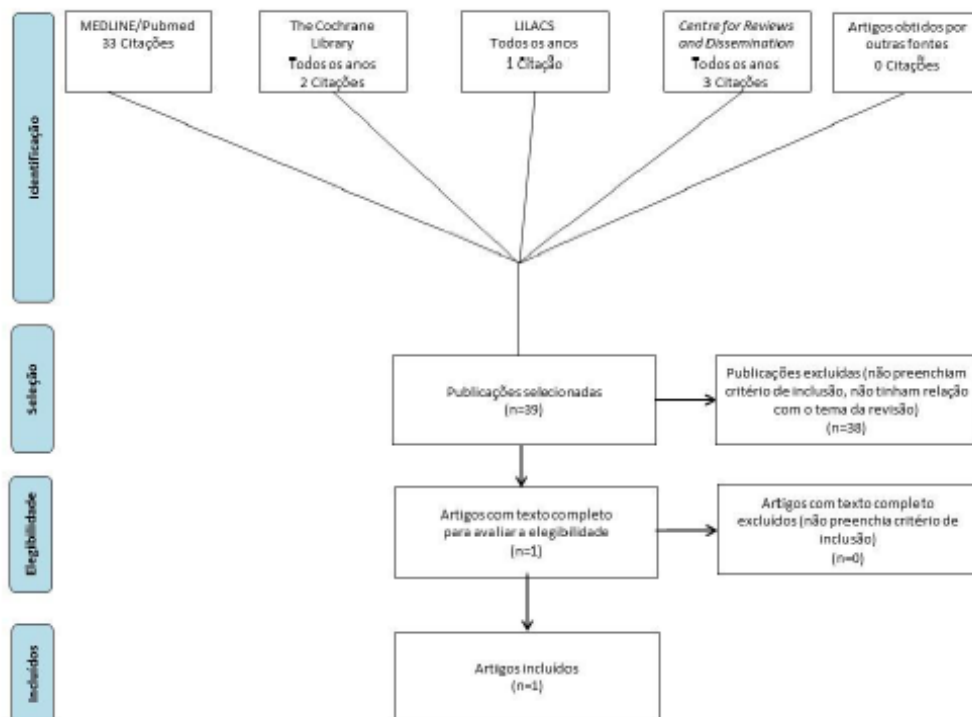 MEDLINE/Pubmed
33 Citações
The Cochrane
Library
Todos os anos
2 Citações
LILACS
Todos os anos
1 Citação
Centre for Reviews
and Dissemination
Todos os anos
3 Citações
Artigos obtidos por
outras fontes
0 Citações
Identificação
Seleção
Publicações selecionadas
(n=39)
Publicações excluídas (não preenchiam
critério de inclusão, não tinham relação
com o tema da revisão)
(n=38)
Elegibilidade
Artigos com texto completo
para avaliar a elegibilidade
(n=1)
Artigos com texto completo
excluídos (não preenchia critério de
inclusão)
(n=0)
Incluídos
Artigos incluídos
(n=1)